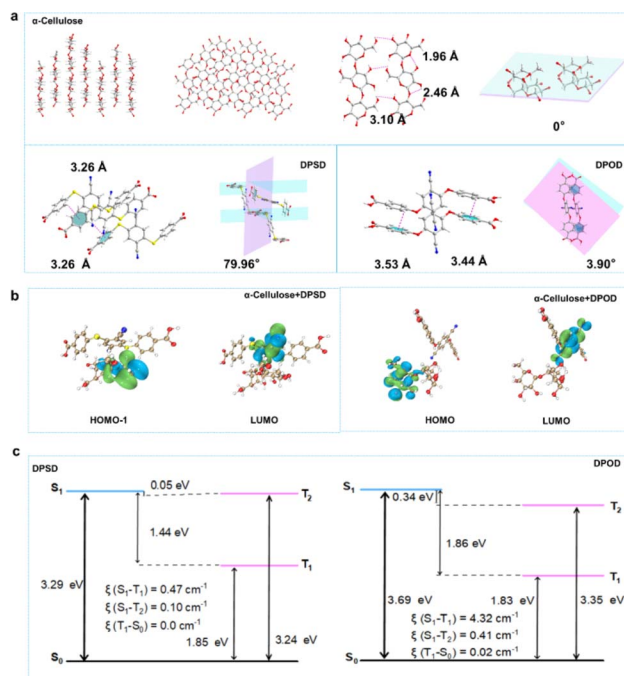 a
α-Cellulose
1.96 Å
2.46 Å
3.10 Å
0°
DPSD
3.26 Å
3.26 Å
79.96°
DPOD
3.53 Å
3.44 Å
3.90°
b
α-Cellulose+DPSD
HOMO-1
LUMO
α-Cellulose+DPOD
HOMO
LUMO
c
DPSD
S₁
0.05 eV
T₂
1.44 eV
T₁
3.29 eV
ξ (S₁-T₁) = 0.47 cm⁻¹
ξ (S₁-T₂) = 0.10 cm⁻¹
ξ (T₁-S₀) = 0.0 cm⁻¹
1.85 eV
3.24 eV
S₀
DPOD
S₁
0.34 eV
T₂
1.86 eV
T₁
3.69 eV
1.83 eV
3.35 eV
ξ (S₁-T₁) = 4.32 cm⁻¹
ξ (S₁-T₂) = 0.41 cm⁻¹
ξ (T₁-S₀) = 0.02 cm⁻¹
S₀